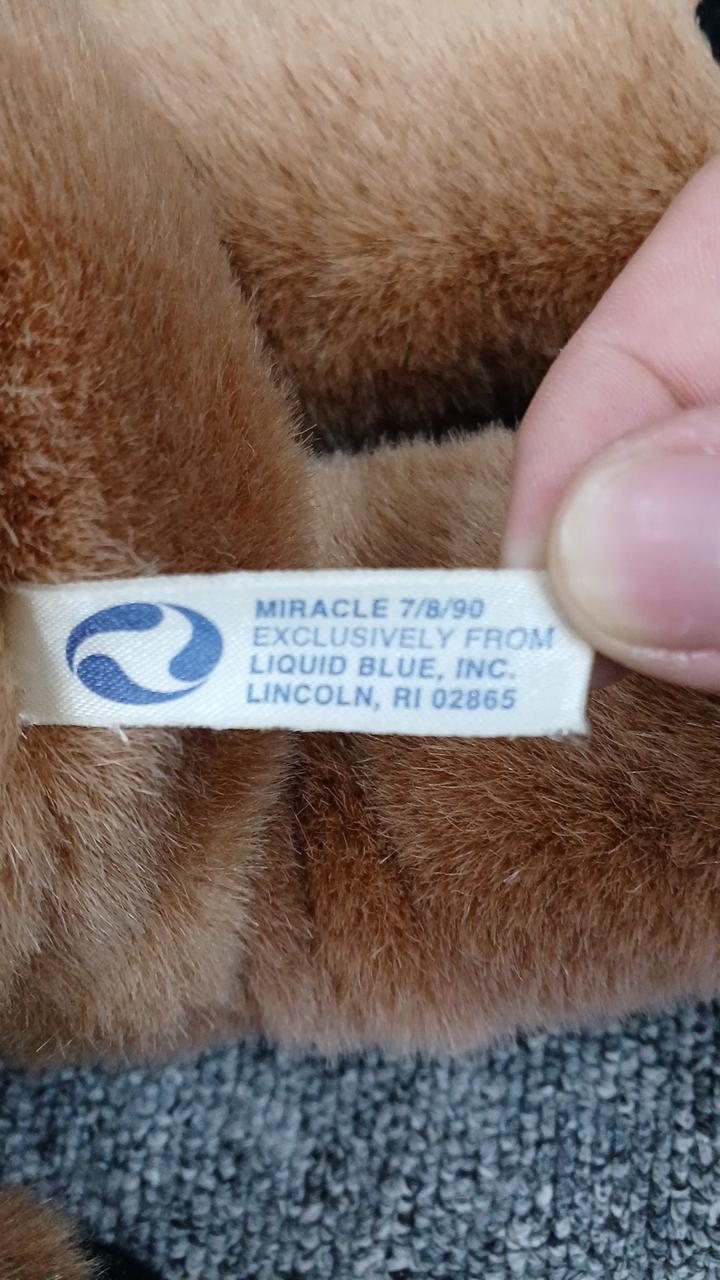 MIRACLE 7/8/90
EXCLUSIVELY FROM
LIQUID BLUE, INC.
LINCOLN, RI 02865